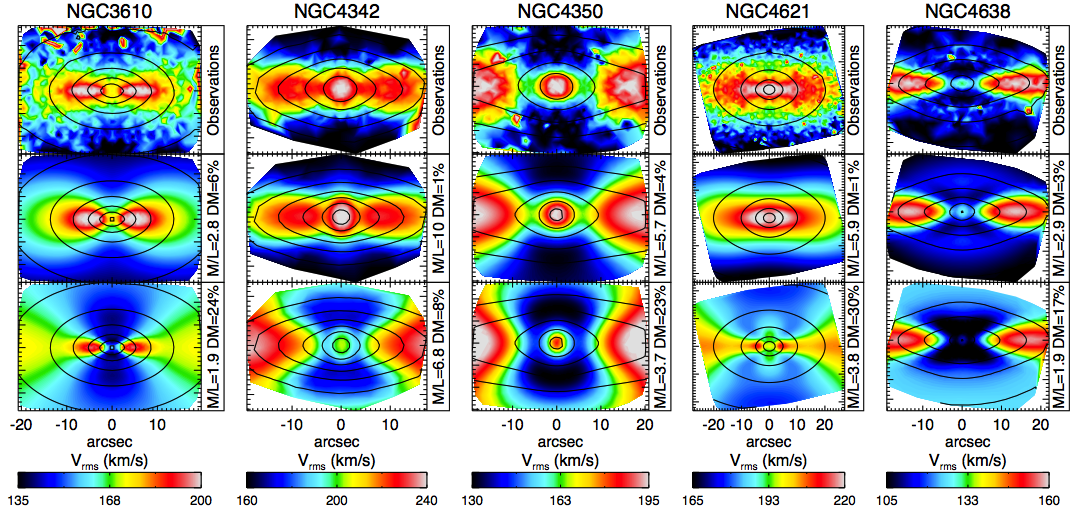 NGC3610 NGC4342 NGC4350 NGC4621 NGC4638
Observations Observations Observations Observations Observations
M/L=2.8 DM=6% M/L=10 DM=1% M/L=5.7 DM=4% M/L=5.9 DM=1% M/L=2.9 DM=3%
M/L=1.9 DM=24% M/L=6.8 DM=8% M/L=3.7 DM=23% M/L=3.8 DM=30% M/L=1.9 DM=17%
-20 -10 0 10 -10 0 10 -10 0 10 -20 -10 0 10 20 -20 -10 0 10 20
arcsec arcsec arcsec arcsec arcsec
Vrms (km/s) Vrms (km/s) Vrms (km/s) Vrms (km/s) Vrms (km/s)
135 168 200 160 200 240 130 163 195 165 193 220 105 133 160